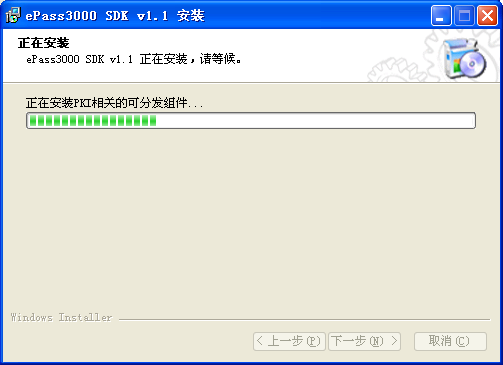 ePass3000 SDK v1.1 安装
正在安装
ePass3000 SDK v1.1 正在安装，请等候。
正在安装PKI相关的可分发组件...
Windows Installer
< 上一步(P) 下一步(N) > 取消(C)